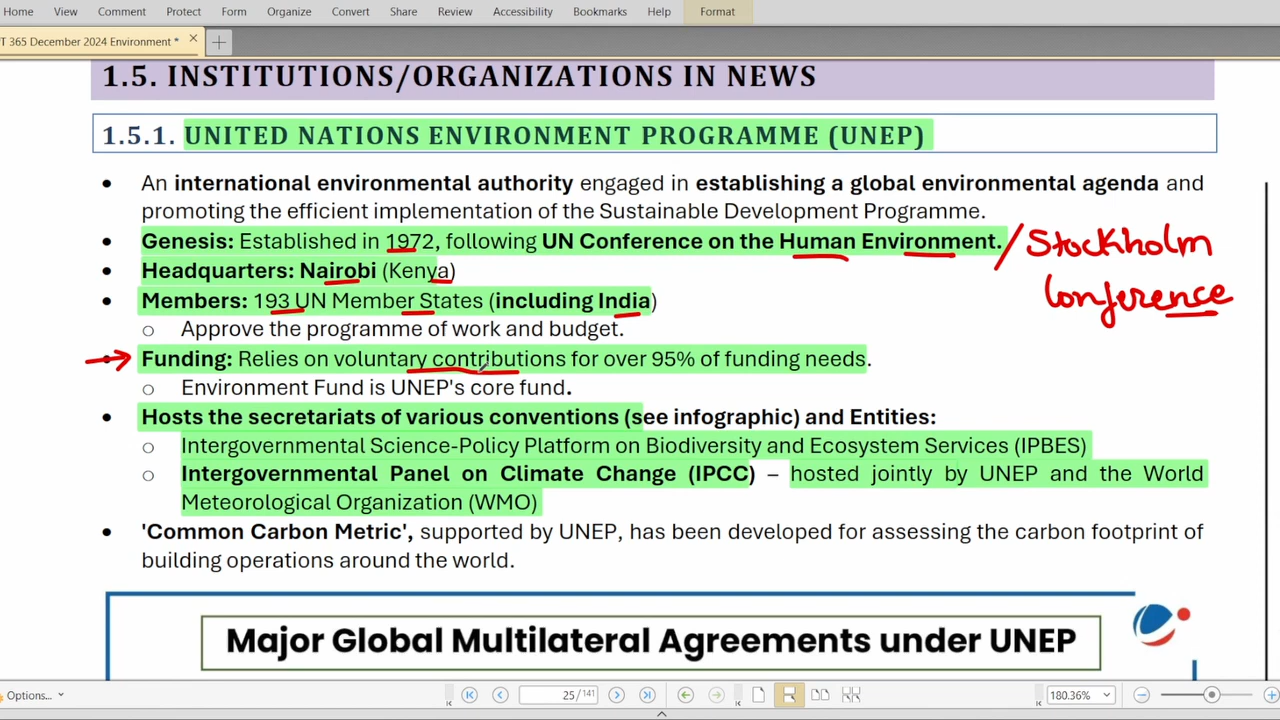 Home View Comment Protect Form Organize Convert Share Review Accessibility Bookmarks Help Format
T 365 December 2024 Environment *
1.5. INSTITUTIONS/ORGANIZATIONS IN NEWS
1.5.1. UNITED NATIONS ENVIRONMENT PROGRAMME (UNEP)
• An international environmental authority engaged in establishing a global environmental agenda and
promoting the efficient implementation of the Sustainable Development Programme.
• Genesis: Established in 1972, following UN Conference on the Human Environment. / Stockholm
• Headquarters: Nairobi (Kenya)
Conference
• Members: 193 UN Member States (including India)
o Approve the programme of work and budget.
• Funding: Relies on voluntary contributions for over 95% of funding needs.
o Environment Fund is UNEP's core fund.
• Hosts the secretariats of various conventions (see infographic) and Entities:
o Intergovernmental Science-Policy Platform on Biodiversity and Ecosystem Services (IPBES)
o Intergovernmental Panel on Climate Change (IPCC) – hosted jointly by UNEP and the World
Meteorological Organization (WMO)
• 'Common Carbon Metric', supported by UNEP, has been developed for assessing the carbon footprint of
building operations around the world.
Major Global Multilateral Agreements under UNEP
Options... 25 /141 180.36%